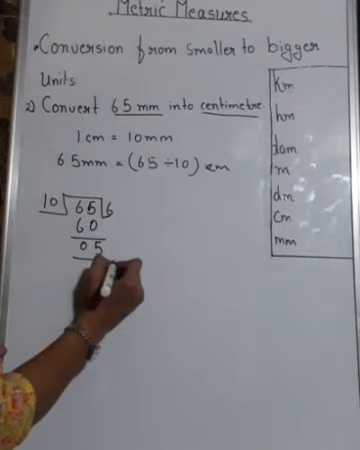 Metric Measures
• Conversion from smaller to bigger
Units
2) Convert 65 mm into centimetre.
1 cm = 10 mm
65 mm = (65 ÷ 10) cm
10 65 6
60
05
Km
hm
dam
m
dm
Cm
mm